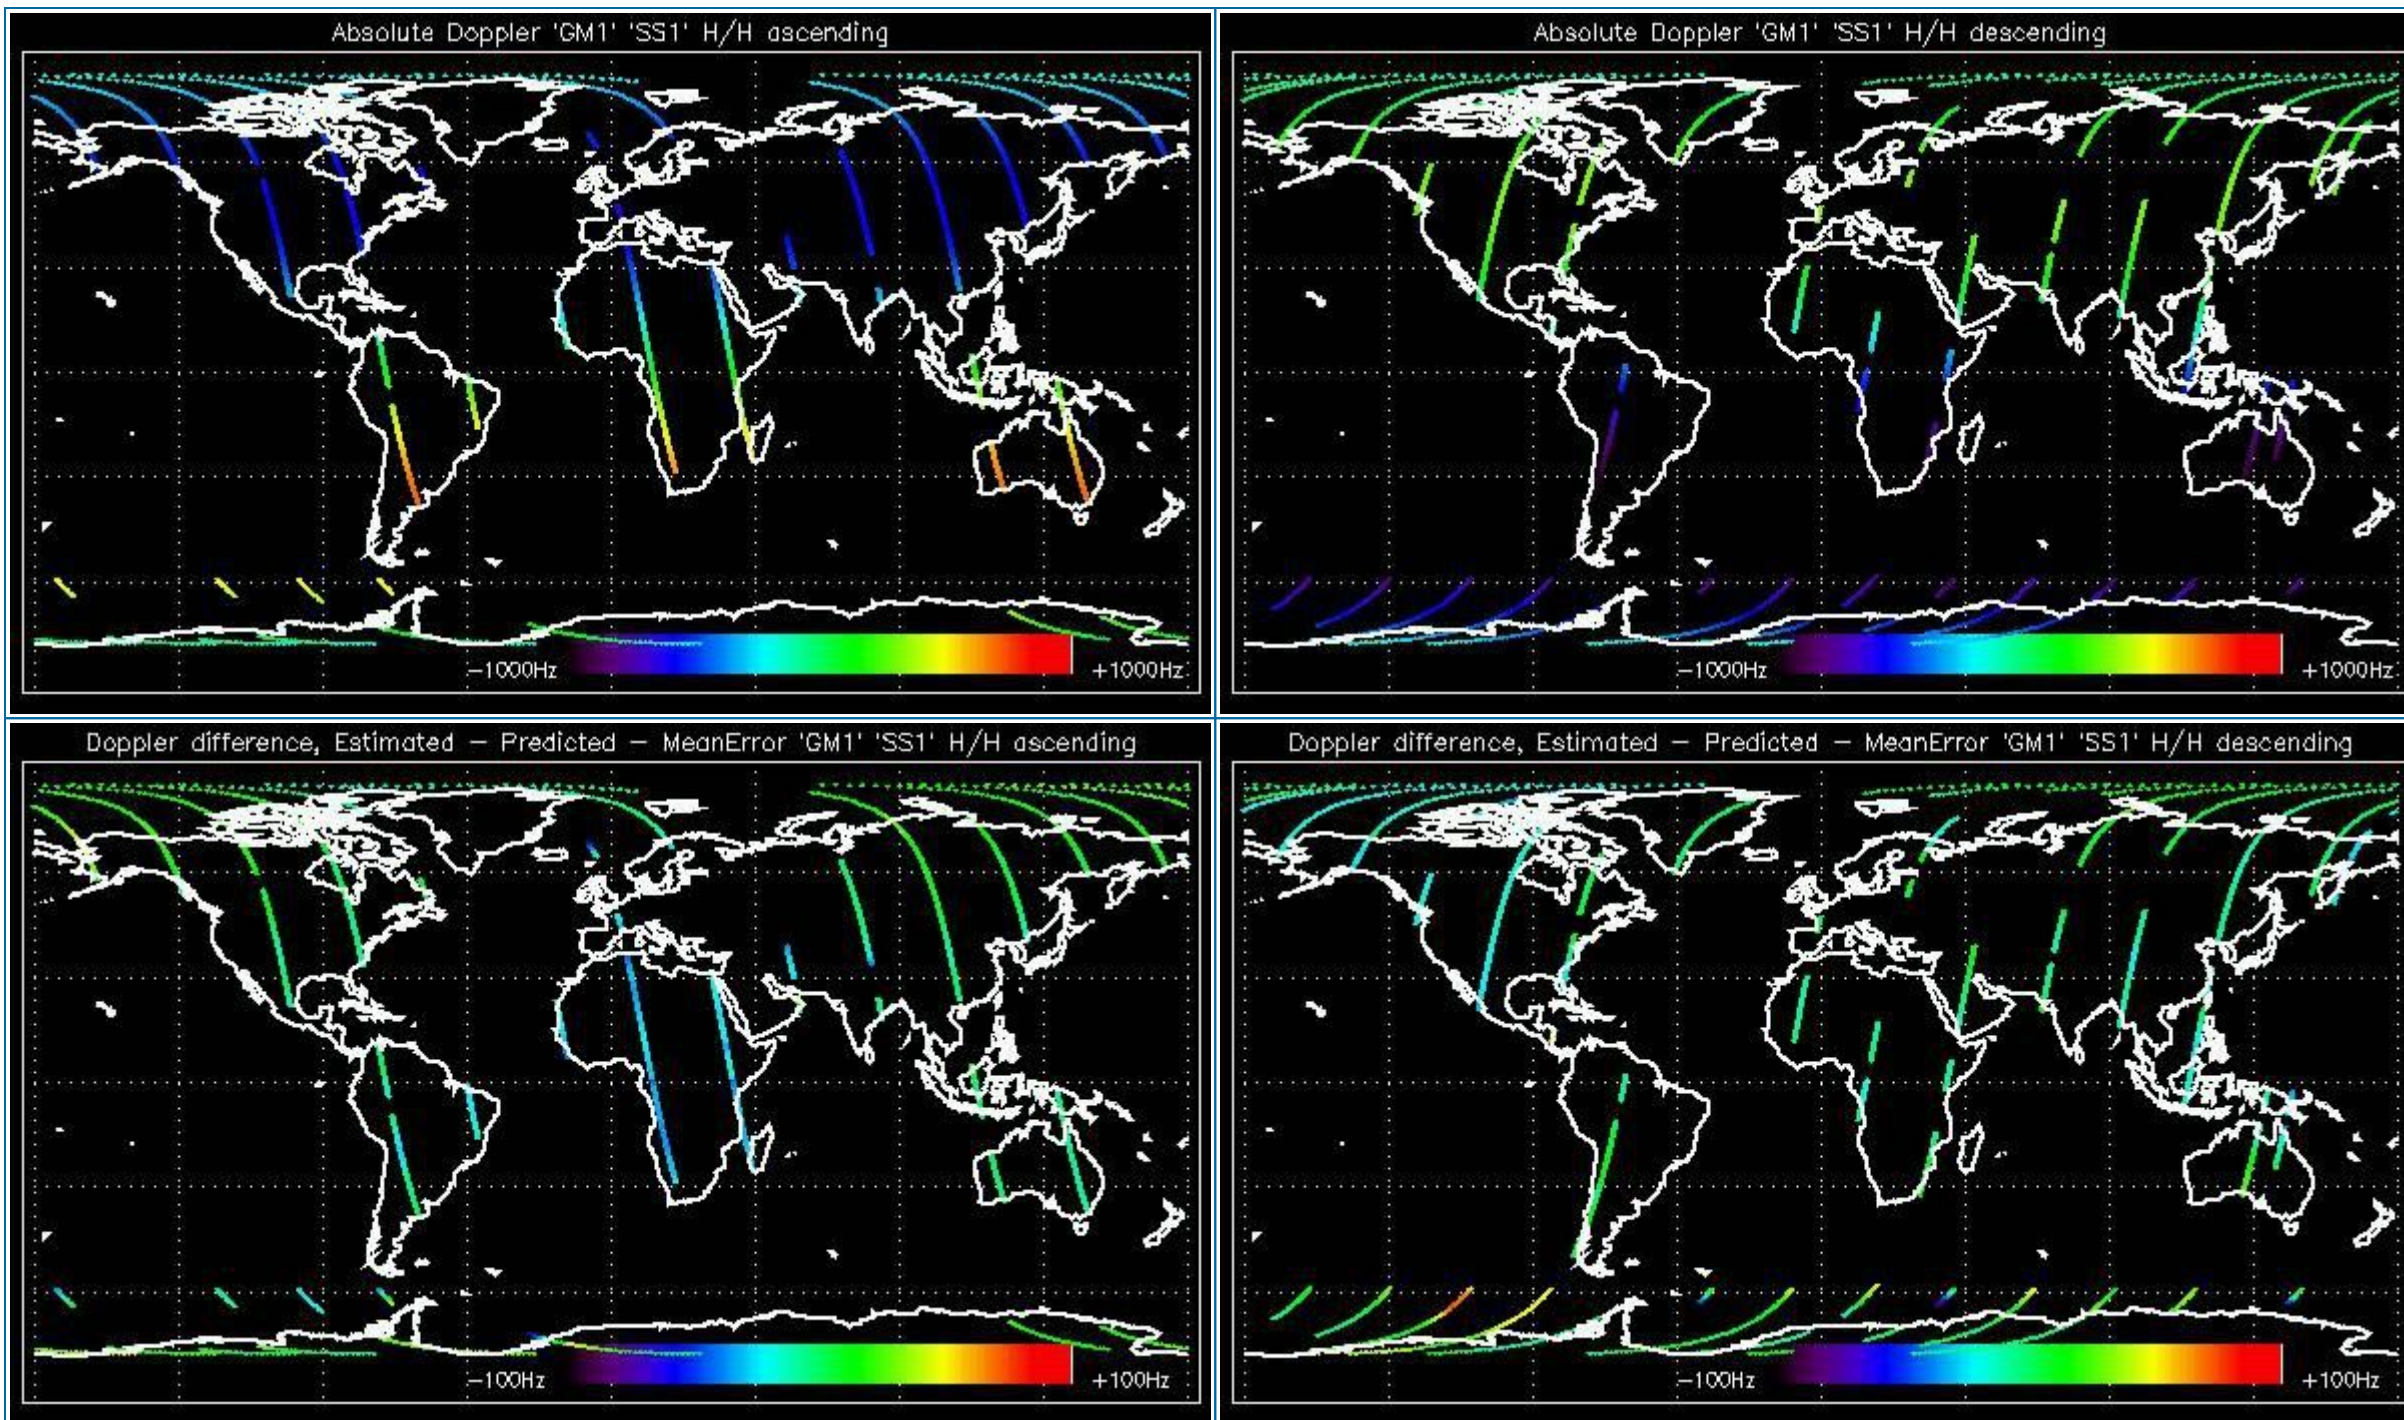 Absolute Doppler 'GM1' 'SS1' H/H ascending
-1000Hz
+1000Hz
Absolute Doppler 'GM1' 'SS1' H/H descending
-1000Hz
+1000Hz
Doppler difference, Estimated - Predicted - MeanError 'GM1' 'SS1' H/H ascending
-100Hz
+100Hz
Doppler difference, Estimated - Predicted - MeanError 'GM1' 'SS1' H/H descending
-100Hz
+100Hz